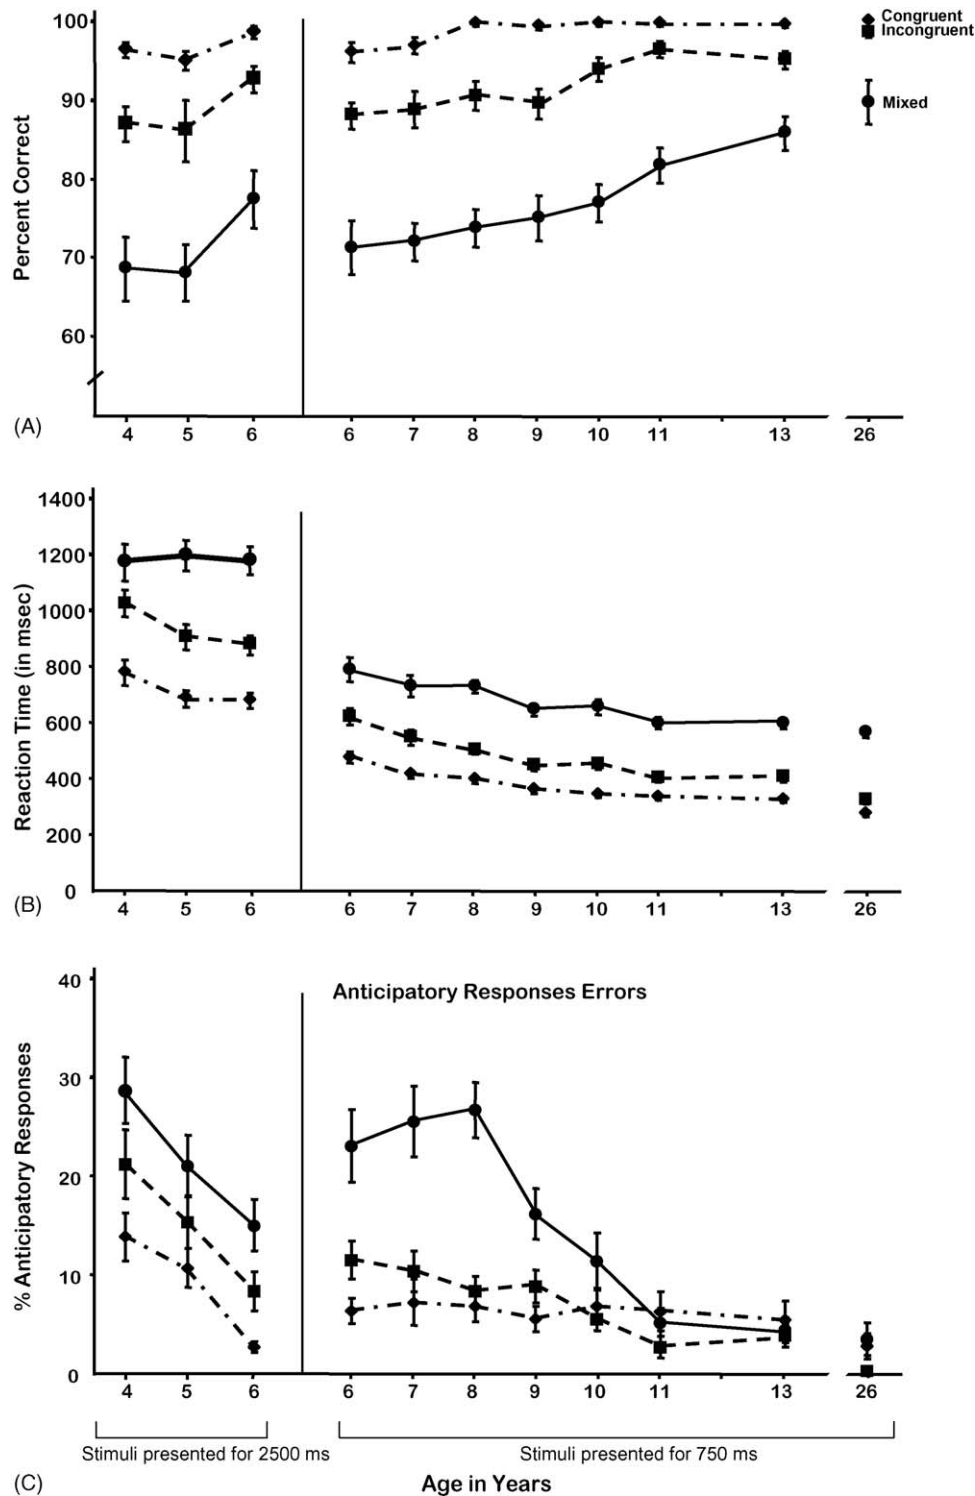 100
90
80
70
60
Percent Correct
Congruent
Incongruent
Mixed
(A)
4 5 6 6 7 8 9 10 11 13 26
1400
1200
1000
800
600
400
200
0
Reaction Time (in msec)
(B)
4 5 6 6 7 8 9 10 11 13 26
Anticipatory Responses Errors
40
30
20
10
0
% Anticipatory Responses
4 5 6 6 7 8 9 10 11 13 26
Stimuli presented for 2500 ms Stimuli presented for 750 ms
(C)
Age in Years